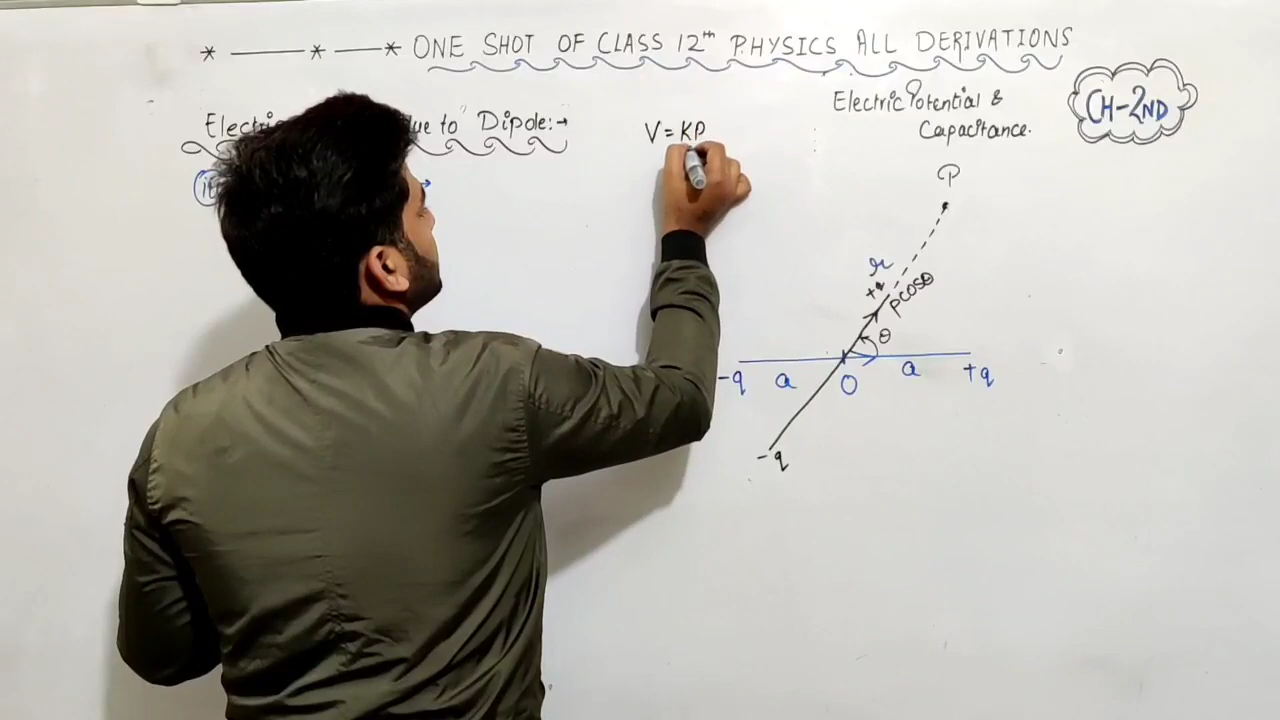 * ——— * —— * ONE SHOT OF CLASS 12th PHYSICS ALL DERIVATIONS
Electric Potential &
Capacitance.
CH-2ND
ue to Dipole:→
V = KP
P
r
+q
pcosθ
θ
-q a O a +q
-q